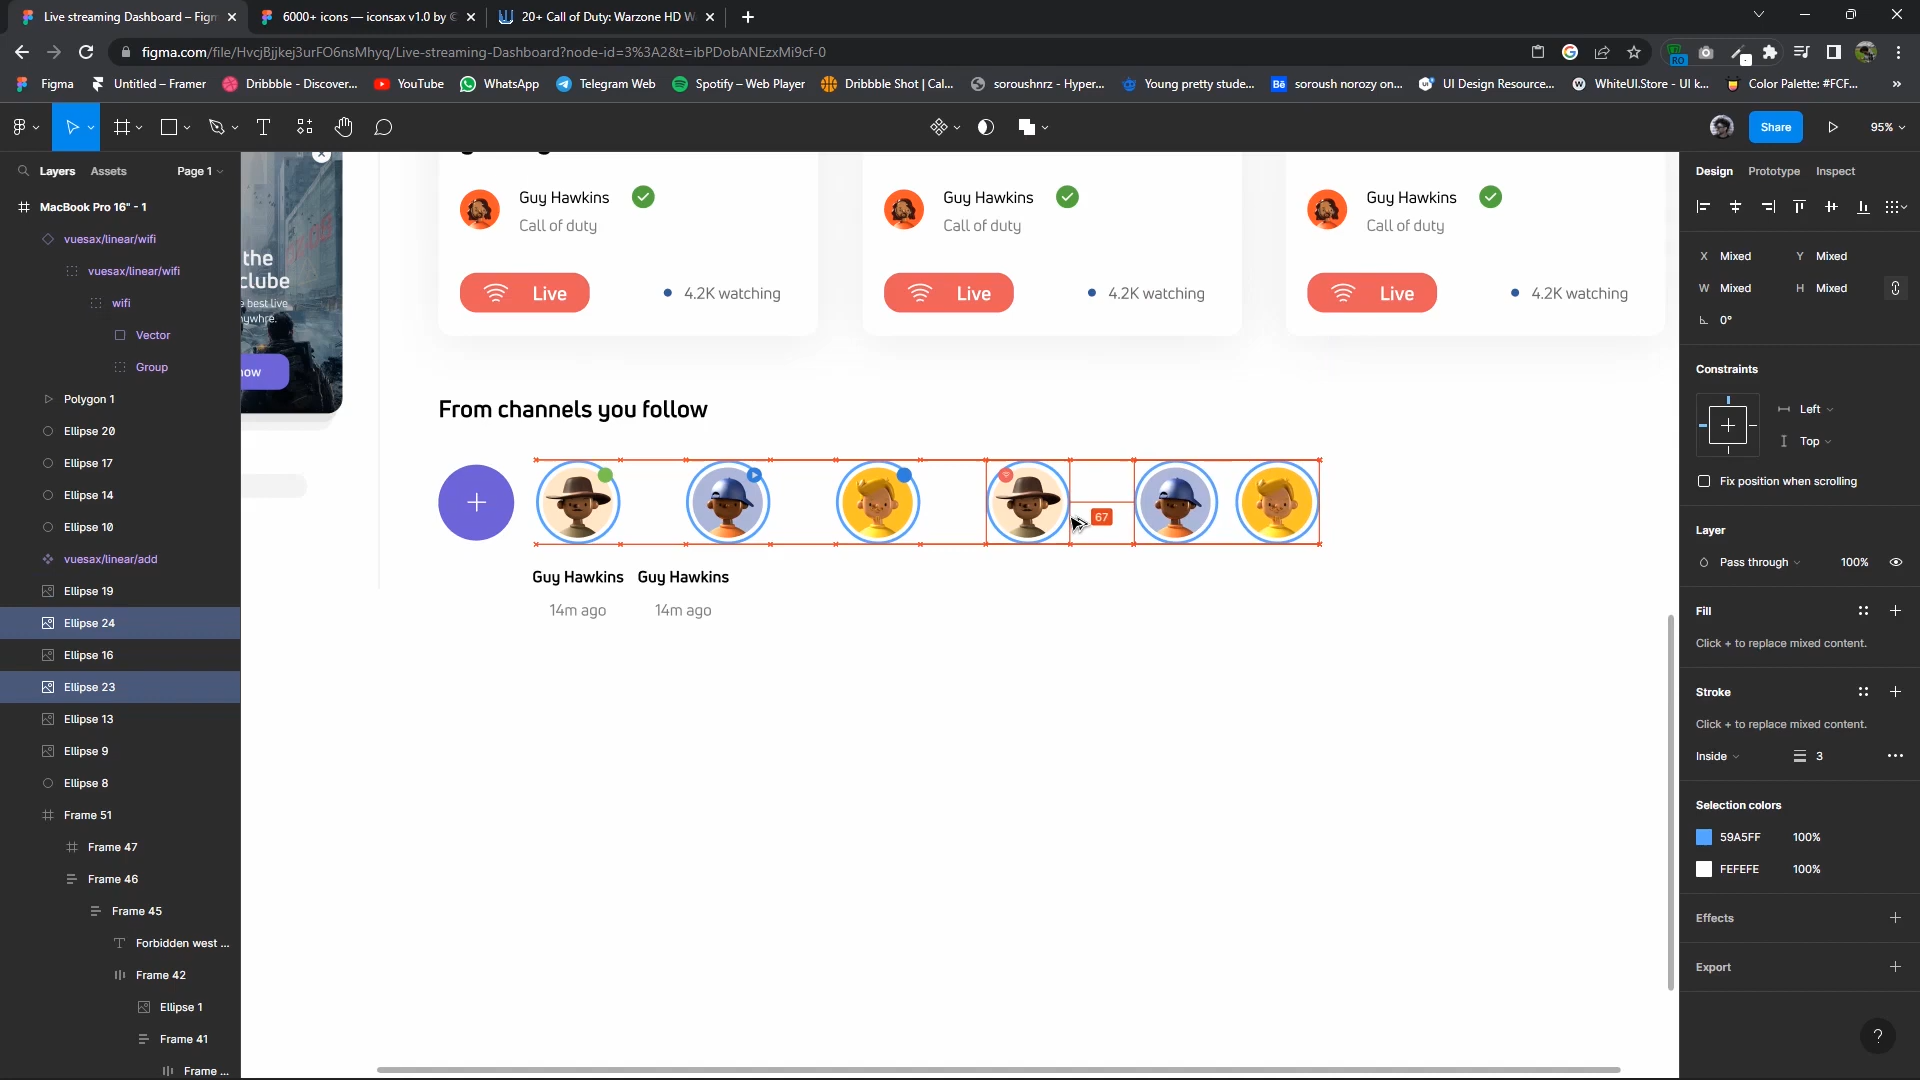 Live streaming Dashboard – Figm
6000+ icons — iconsax v1.0 by
20+ Call of Duty: Warzone HD W
figma.com/file/HvcjBjjkej3urFO6nsMhyq/Live-streaming-Dashboard?node-id=3%3A2&t=ibPDobANEzxMi9cf-0
RO
Figma
Untitled – Framer
Dribbble - Discover...
YouTube
WhatsApp
Telegram Web
Spotify – Web Player
Dribbble Shot | Cal...
soroushnrz - Hyper...
Young pretty stude...
Bē
soroush norozy on...
UI Design Resource...
WhiteUI.Store - UI k...
Color Palette: #FCF...
»
Share
95%
Layers
Assets
Page 1
MacBook Pro 16" - 1
vuesax/linear/wifi
vuesax/linear/wifi
wifi
Vector
Group
Polygon 1
Ellipse 20
Ellipse 17
Ellipse 14
Ellipse 10
vuesax/linear/add
Ellipse 19
Ellipse 24
Ellipse 16
Ellipse 23
Ellipse 13
Ellipse 9
Ellipse 8
Frame 51
Frame 47
Frame 46
Frame 45
Forbidden west ...
Frame 42
Ellipse 1
Frame 41
Frame ...
the
clube
best live
ywhre.
ow
Guy Hawkins
Call of duty
Live
4.2K watching
Guy Hawkins
Call of duty
Live
4.2K watching
Guy Hawkins
Call of duty
Live
4.2K watching
From channels you follow
67
Guy Hawkins
Guy Hawkins
14m ago
14m ago
Design
Prototype
Inspect
X Mixed
Y Mixed
W Mixed
H Mixed
0°
Constraints
Left
Top
Fix position when scrolling
Layer
Pass through
100%
Fill
Click + to replace mixed content.
Stroke
Click + to replace mixed content.
Inside
3
Selection colors
59A5FF
100%
FEFEFE
100%
Effects
Export
?